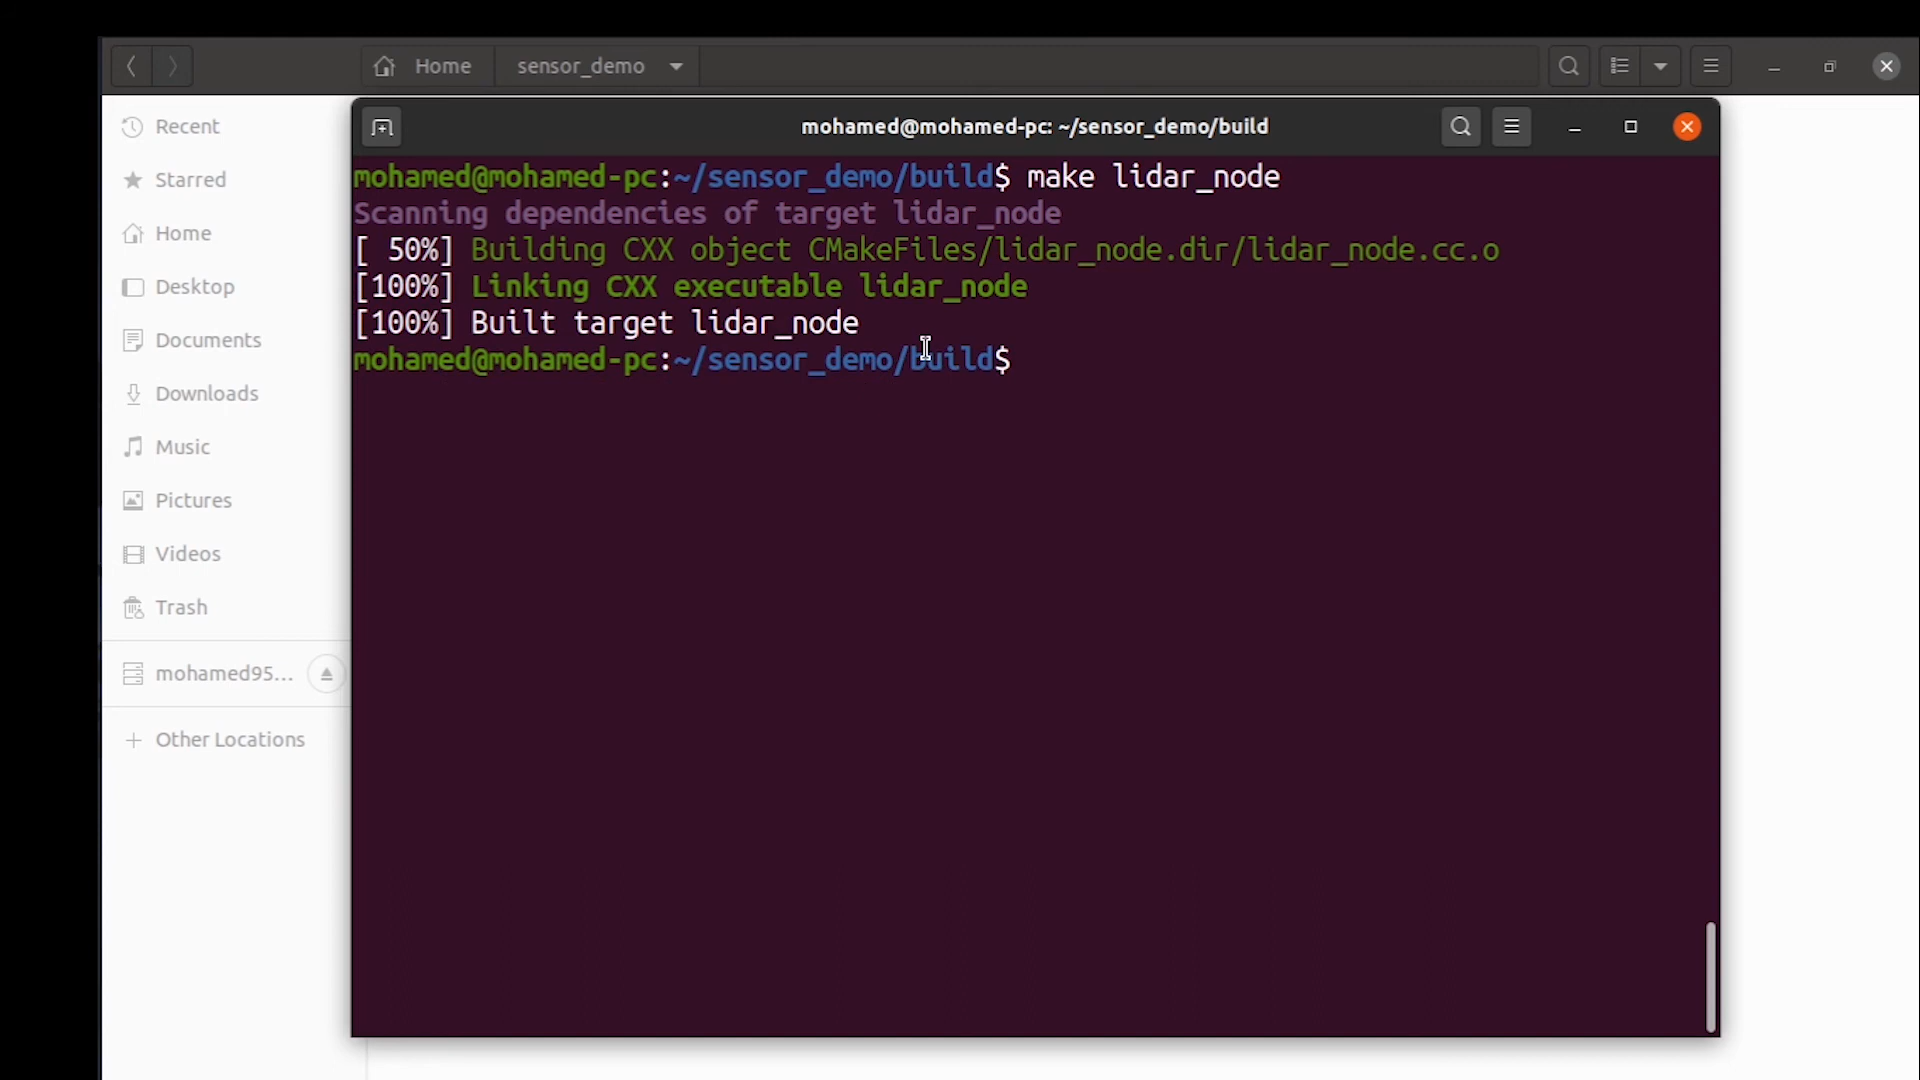 Home sensor_demo
Recent
Starred
Home
Desktop
Documents
Downloads
Music
Pictures
Videos
Trash
mohamed95...
Other Locations
mohamed@mohamed-pc: ~/sensor_demo/build
mohamed@mohamed-pc:~/sensor_demo/build$ make lidar_node
Scanning dependencies of target lidar_node
[ 50%] Building CXX object CMakeFiles/lidar_node.dir/lidar_node.cc.o
[100%] Linking CXX executable lidar_node
[100%] Built target lidar_node
mohamed@mohamed-pc:~/sensor_demo/build$